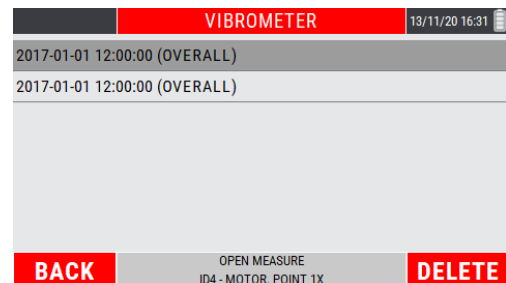 VIBROMETER
13/11/20 16:31
2017-01-01 12:00:00 (OVERALL)
2017-01-01 12:00:00 (OVERALL)
BACK
OPEN MEASURE
ID4 - MOTOR, POINT 1X
DELETE